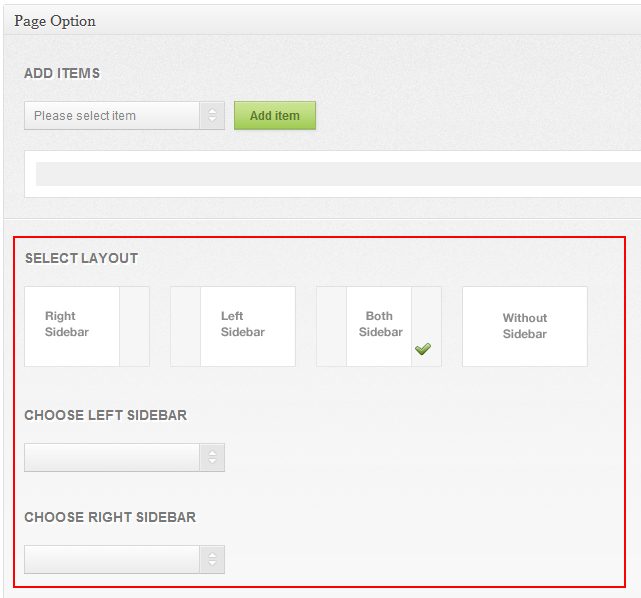 Page Option
ADD ITEMS
Please select item
Add item
SELECT LAYOUT
Right
Sidebar
Left
Sidebar
Both
Sidebar
Without
Sidebar
CHOOSE LEFT SIDEBAR
CHOOSE RIGHT SIDEBAR